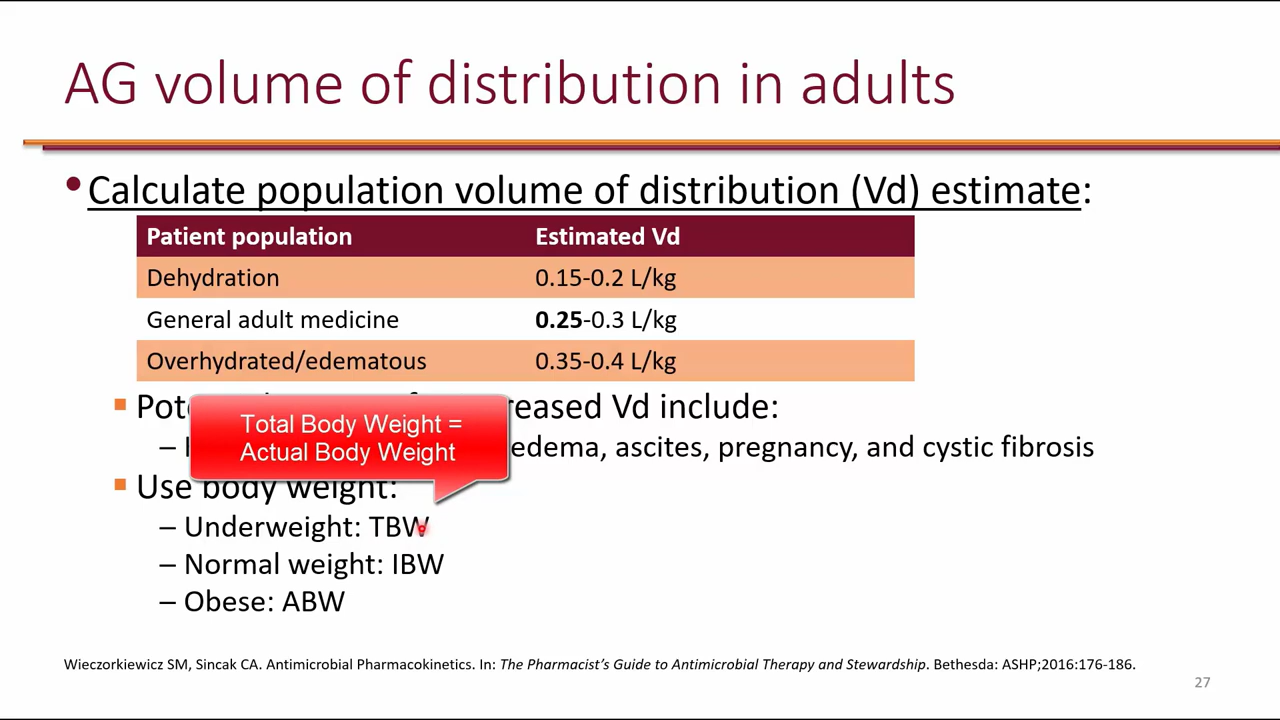 AG volume of distribution in adults
• Calculate population volume of distribution (Vd) estimate:
Patient population Estimated Vd
Dehydration 0.15-0.2 L/kg
General adult medicine 0.25-0.3 L/kg
Overhydrated/edematous 0.35-0.4 L/kg
Vd include:
Total Body Weight =
Actual Body Weight
edema, ascites, pregnancy, and cystic fibrosis
Use body weight:
– Underweight: TBW
– Normal weight: IBW
– Obese: ABW
Wieczorkiewicz SM, Sincak CA. Antimicrobial Pharmacokinetics. In: The Pharmacist's Guide to Antimicrobial Therapy and Stewardship. Bethesda: ASHP;2016:176-186.
27